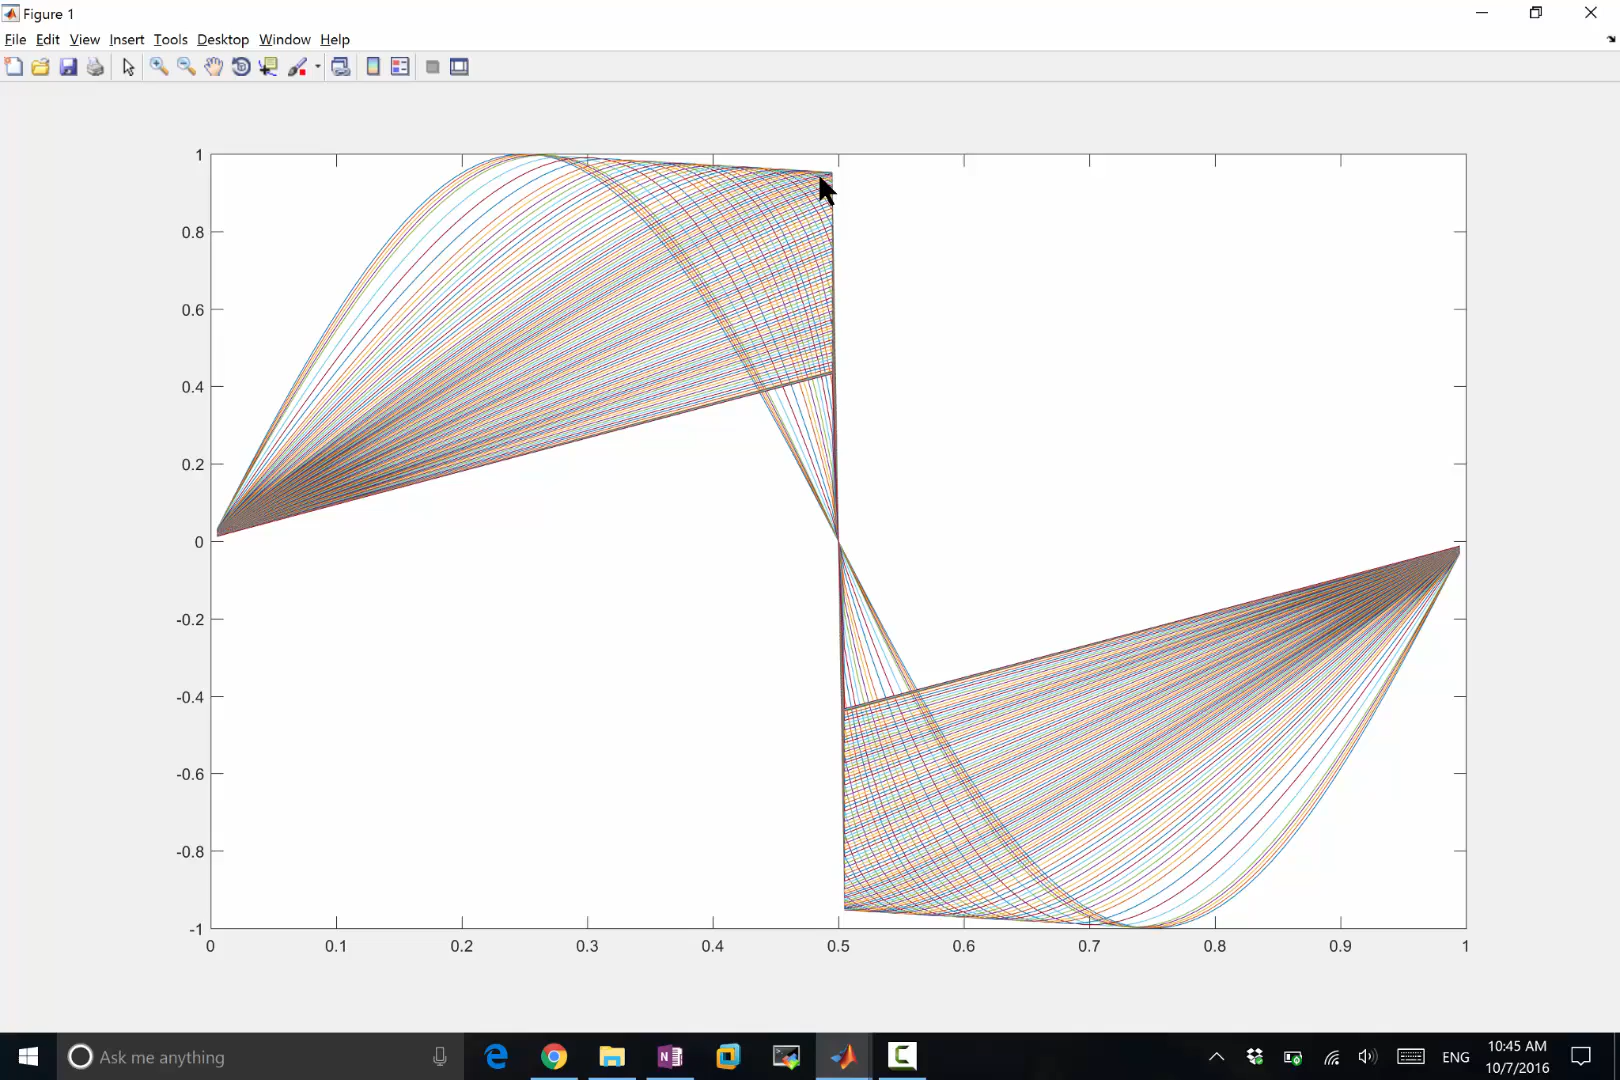 Figure 1
File Edit View Insert Tools Desktop Window Help
1
0.8
0.6
0.4
0.2
0
-0.2
-0.4
-0.6
-0.8
-1
0 0.1 0.2 0.3 0.4 0.5 0.6 0.7 0.8 0.9 1
Ask me anything
ENG
10:45 AM
10/7/2016